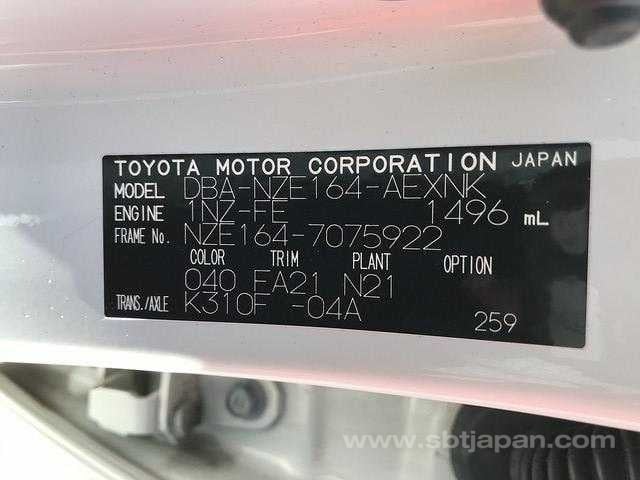 TOYOTA MOTOR CORPORATION JAPAN
MODEL DBA-NZE164-AEXNK
ENGINE 1NZ-FE 1496 mL
FRAME No. NZE164-7075922
COLOR TRIM PLANT OPTION
040 FA21 N21
TRANS./AXLE K310F -04A
259
www.sbtjapan.com